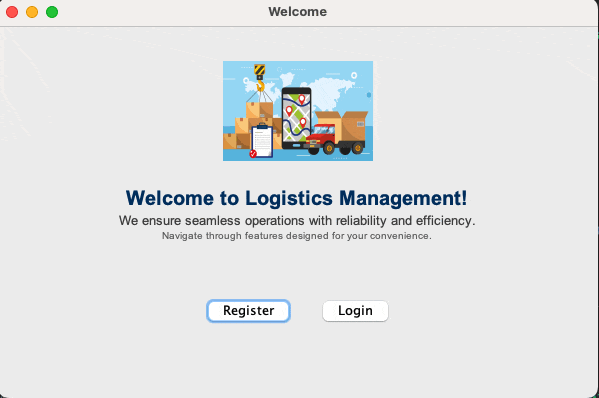 Welcome
Welcome to Logistics Management!
We ensure seamless operations with reliability and efficiency.
Navigate through features designed for your convenience.
Register
Login